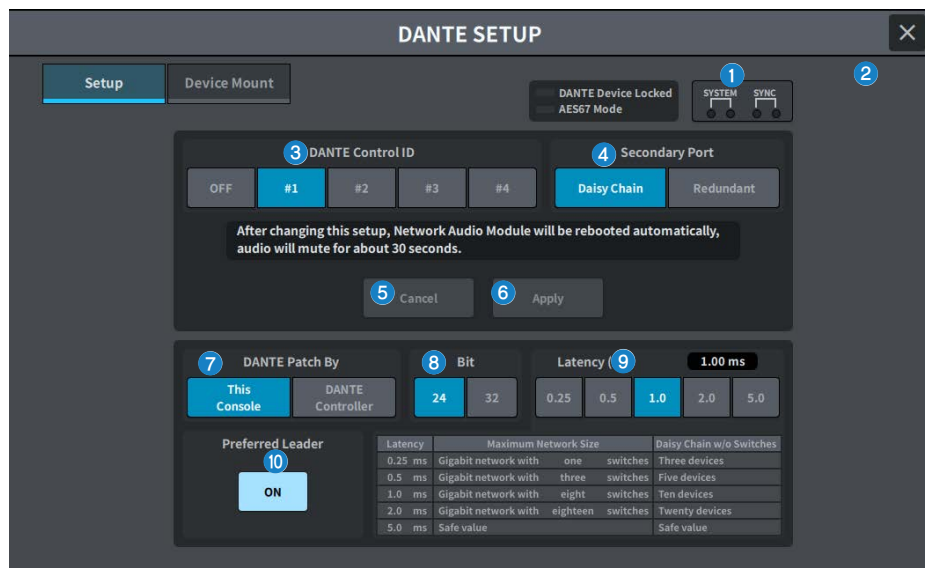 DANTE SETUP
Setup
Device Mount
1
2
DANTE Device Locked
AES67 Mode
SYSTEM SYNC
3 DANTE Control ID
4 Secondary Port
OFF #1 #2 #3 #4
Daisy Chain Redundant
After changing this setup, Network Audio Module will be rebooted automatically,
audio will mute for about 30 seconds.
5 Cancel
6 Apply
7 DANTE Patch By
8 Bit
Latency ( 9 1.00 ms
This
Console
DANTE
Controller
24 32
0.25 0.5 1.0 2.0 5.0
Preferred Leader
10
ON
Latency Maximum Network Size Daisy Chain w/o Switches
0.25 ms Gigabit network with one switches Three devices
0.5 ms Gigabit network with three switches Five devices
1.0 ms Gigabit network with eight switches Ten devices
2.0 ms Gigabit network with eighteen switches Twenty devices
5.0 ms Safe value Safe value